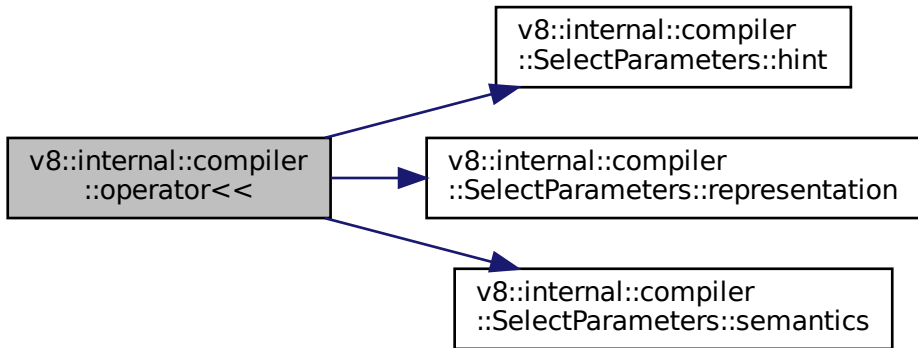 v8::internal::compiler
::SelectParameters::hint
v8::internal::compiler
::operator<<
v8::internal::compiler
::SelectParameters::representation
v8::internal::compiler
::SelectParameters::semantics